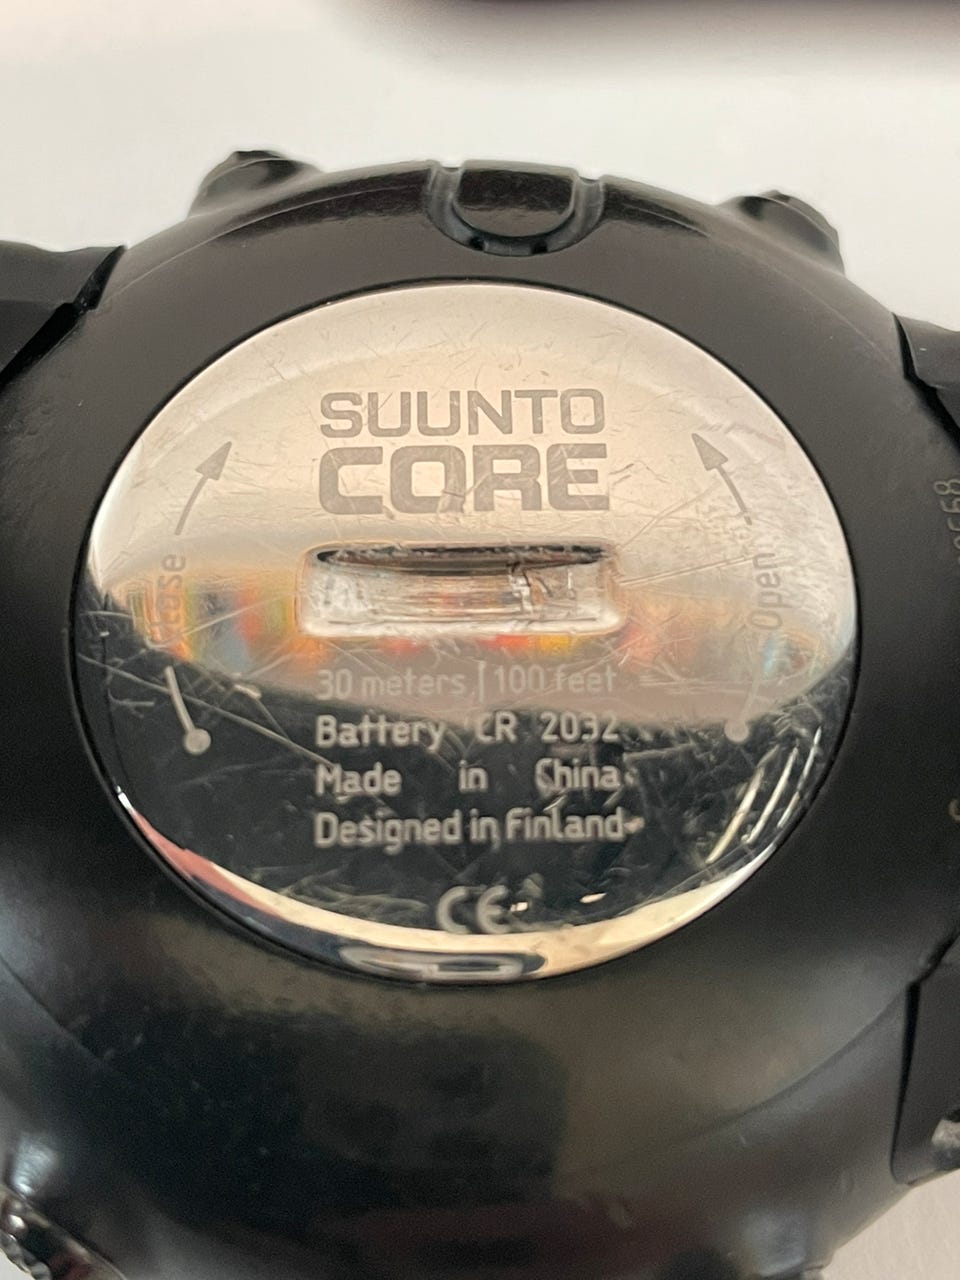 SUUNTO
CORE
Close
Open
30 meters | 100 feet
Battery CR 2032
Made in China
Designed in Finland
CE